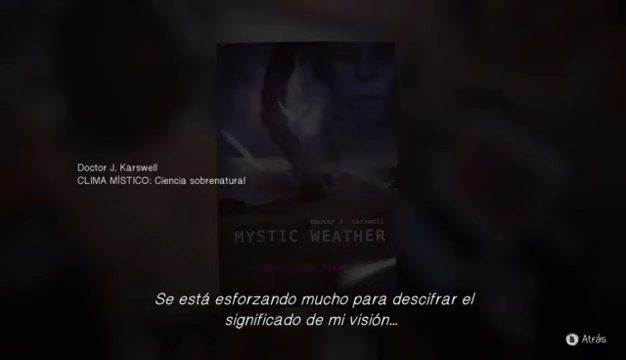 Doctor J. Karswell
CLIMA MÍSTICO: Ciencia sobrenatural
Doctor J. Karswell
MYSTIC WEATHER
Se está esforzando mucho para descifrar el
significado de mi visión...
Atrás